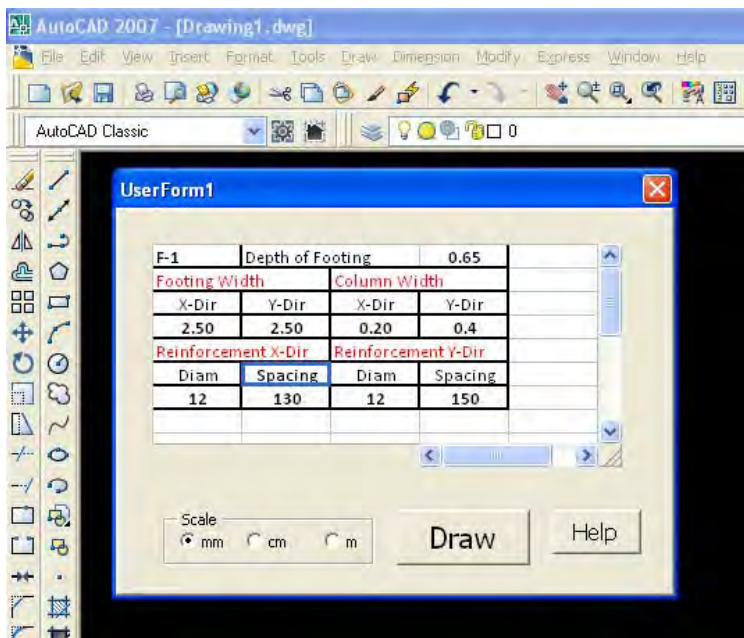 AutoCAD 2007 - [Drawing1.dwg]
File Edit View Insert Format Tools Draw Dimension Modify Express Window Help
AutoCAD Classic 0
UserForm1
F-1 Depth of Footing 0.65
Footing Width Column Width
X-Dir Y-Dir X-Dir Y-Dir
2.50 2.50 0.20 0.4
Reinforcement X-Dir Reinforcement Y-Dir
Diam Spacing Diam Spacing
12 130 12 150
Scale
mm cm m
Draw
Help